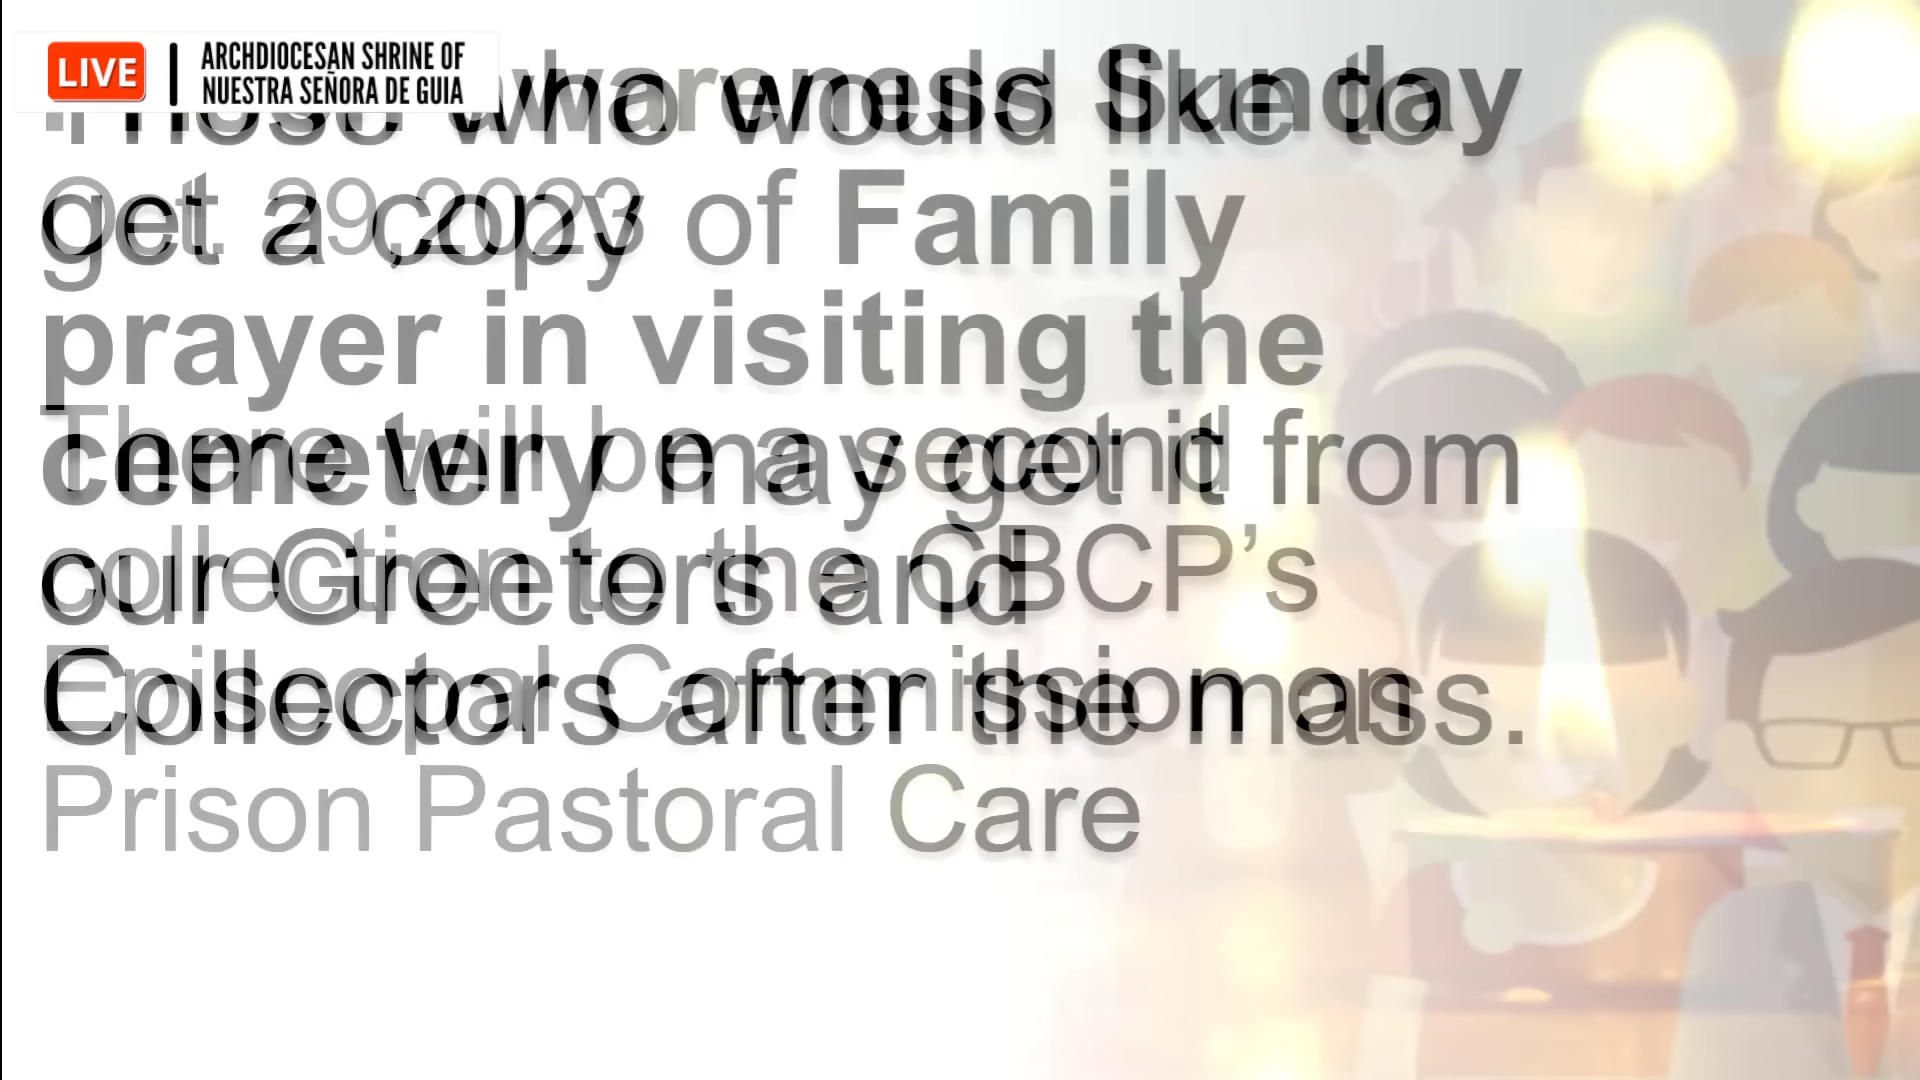 LIVE
ARCHDIOCESAN SHRINE OF
NUESTRA SEÑORA DE GUIA
Those who would like to
get a copy of Family
prayer in visiting the
cemetery may get it from
our Greeters and
Collectors after the mass.
Awareness Sunday
Oct. 29,2023
There will be a second
collection to the CBCP’s
Episcopal Commission on
Prison Pastoral Care